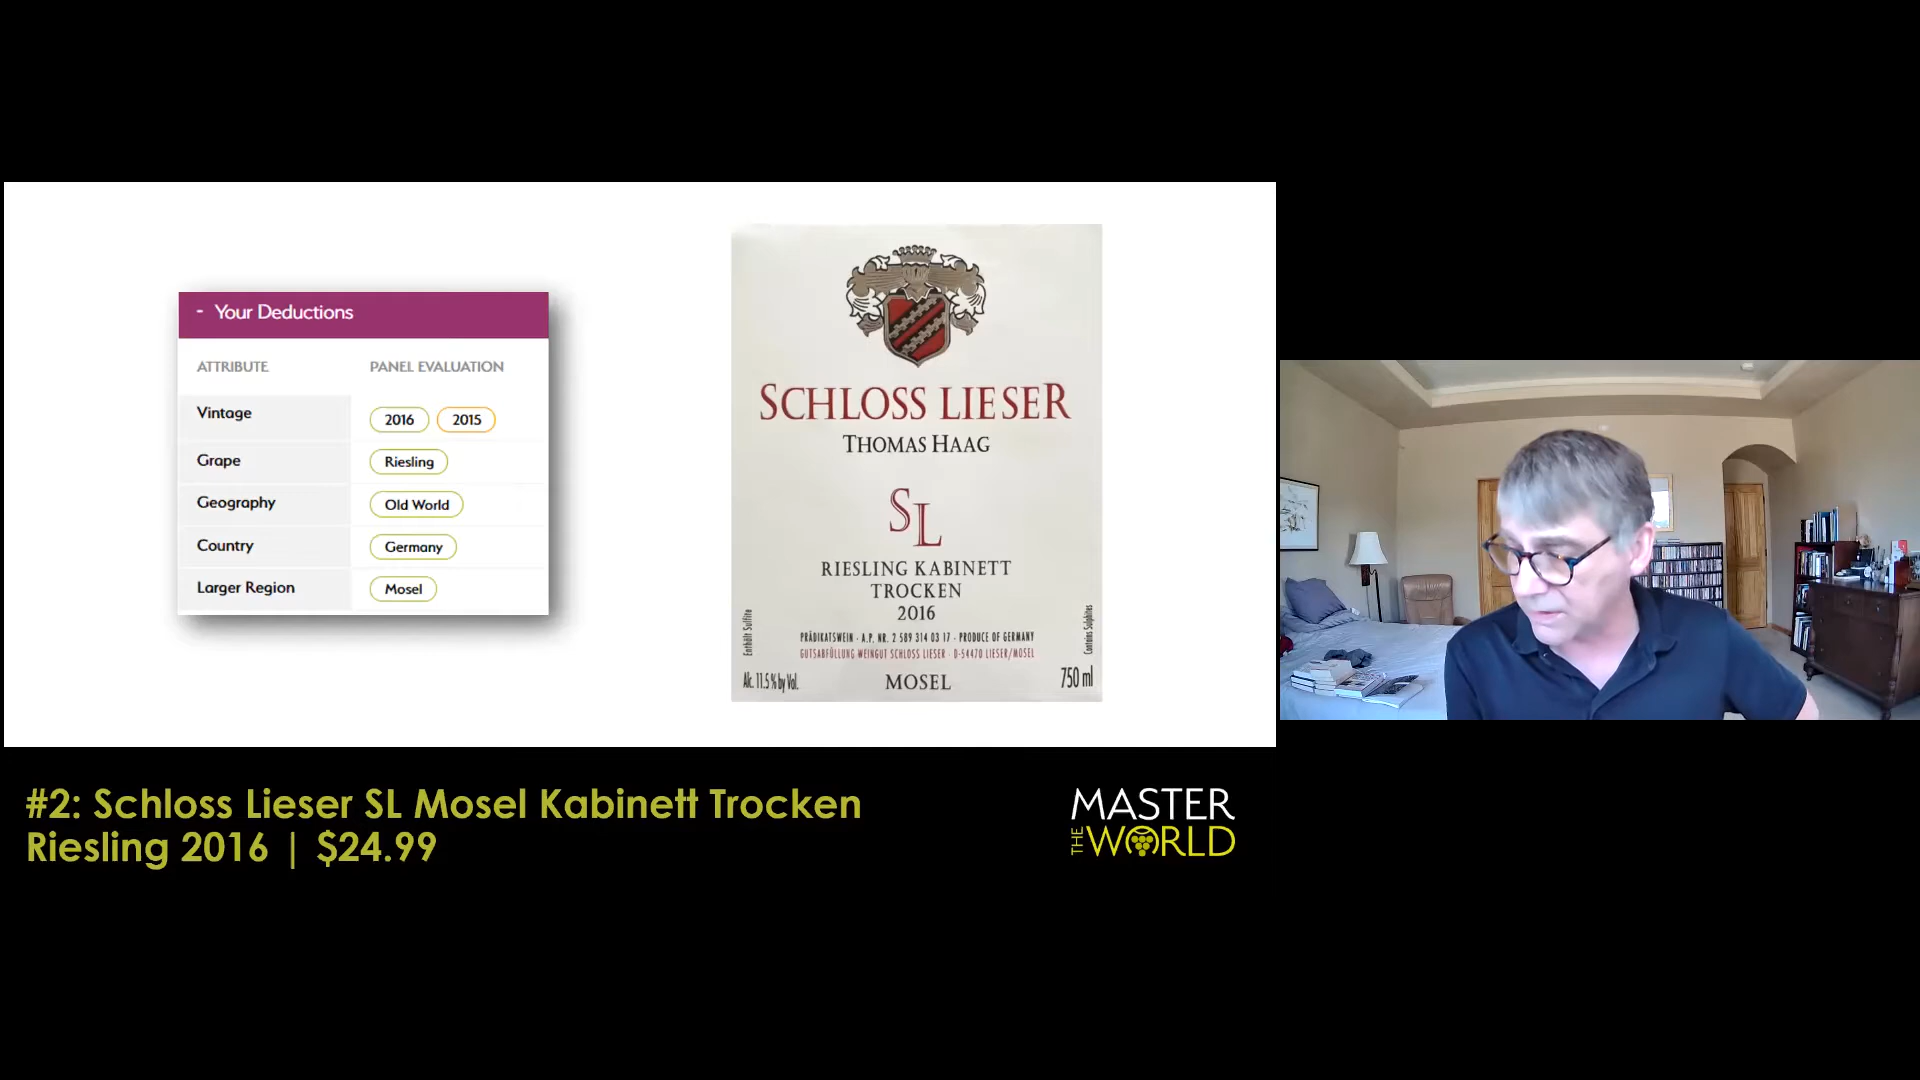 - Your Deductions
ATTRIBUTE PANEL EVALUATION
Vintage 2016 2015
Grape Riesling
Geography Old World
Country Germany
Larger Region Mosel
SCHLOSS LIESER
THOMAS HAAG
SL
RIESLING KABINETT
TROCKEN
2016
PRÄDIKATSWEIN · A.P. NR. 2 589 314 03 17 · PRODUCE OF GERMANY
GUTSABFÜLLUNG WEINGUT SCHLOSS LIESER · D-54470 LIESER/MOSEL
Enthält Sulfite
Contains Sulphites
Alc. 11.5% by Vol. MOSEL 750 ml
#2: Schloss Lieser SL Mosel Kabinett Trocken
Riesling 2016 | $24.99
MASTER
THE WORLD